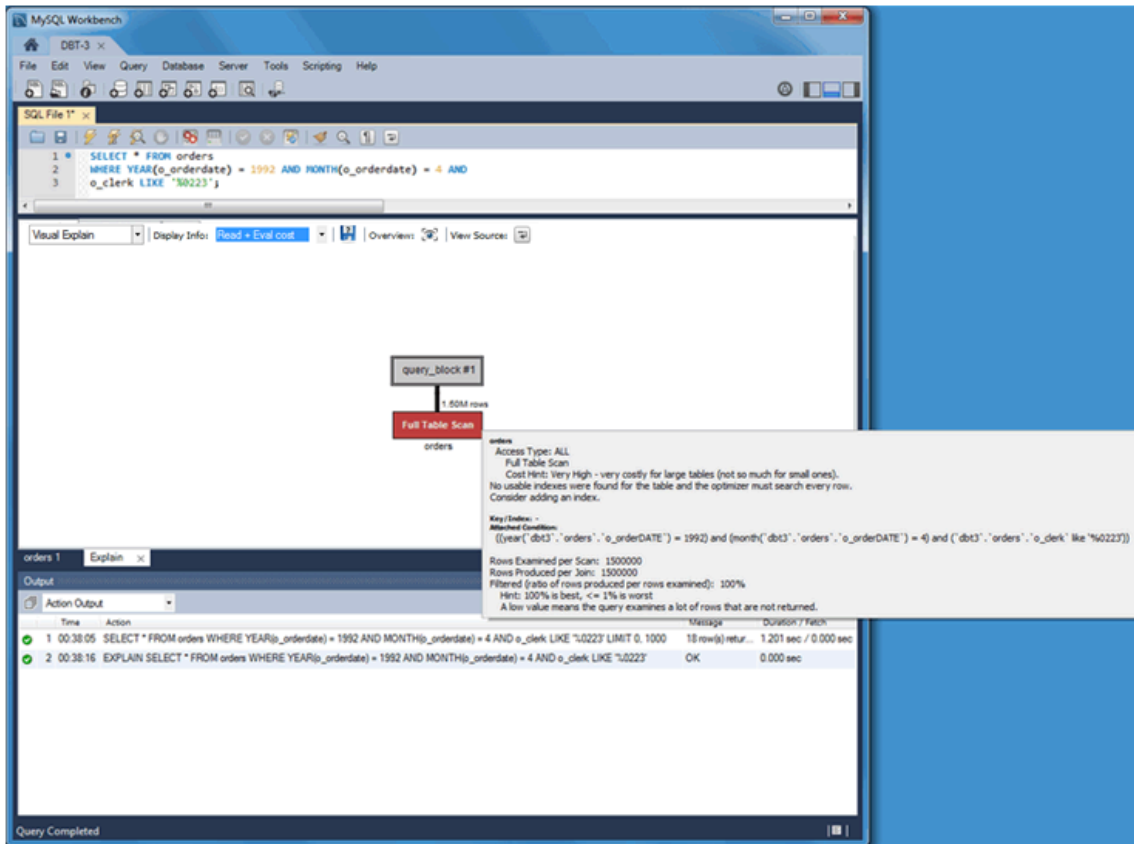 MySQL Workbench
DBT-3
File Edit View Query Database Server Tools Scripting Help
SQL File 1*
1 SELECT * FROM orders
2 WHERE YEAR(o_orderdate) = 1992 AND MONTH(o_orderdate) = 4 AND
3 o_clerk LIKE '%0223';
Visual Explain Display Info: Read + Eval cost Overview: View Source:
query_block #1
1.50M rows
Full Table Scan
orders
orders
Access Type: ALL
Full Table Scan
Cost Hint: Very High - very costly for large tables (not so much for small ones).
No usable indexes were found for the table and the optimizer must search every row.
Consider adding an index.
Key/Index: -
Attached Condition:
((year(`dbt3`.`orders`.`o_orderDATE`) = 1992) and (month(`dbt3`.`orders`.`o_orderDATE`) = 4) and (`dbt3`.`orders`.`o_clerk` like '%0223'))
Rows Examined per Scan: 1500000
Rows Produced per Join: 1500000
Filtered (ratio of rows produced per rows examined): 100%
Hint: 100% is best, <= 1% is worst
A low value means the query examines a lot of rows that are not returned.
orders 1 Explain
Output
Action Output
Time Action Message Duration / Fetch
1 00:38:05 SELECT * FROM orders WHERE YEAR(o_orderdate) = 1992 AND MONTH(o_orderdate) = 4 AND o_clerk LIKE '%0223' LIMIT 0, 1000 18 row(s) retur... 1.201 sec / 0.000 sec
2 00:38:16 EXPLAIN SELECT * FROM orders WHERE YEAR(o_orderdate) = 1992 AND MONTH(o_orderdate) = 4 AND o_clerk LIKE '%0223' OK 0.000 sec
Query Completed